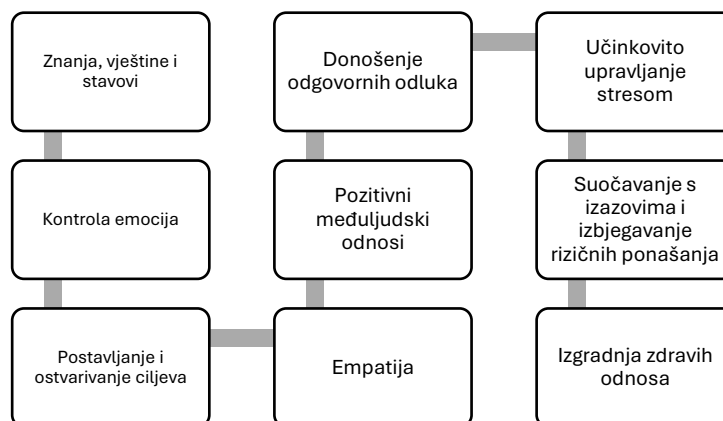 Znanja, vještine i
stavovi
Kontrola emocija
Postavljanje i
ostvarivanje ciljeva
Empatija
Pozitivni
međuljudski
odnosi
Donošenje
odgovornih odluka
Učinkovito
upravljanje
stresom
Suočavanje s
izazovima i
izbjegavanje
rizičnih ponašanja
Izgradnja zdravih
odnosa